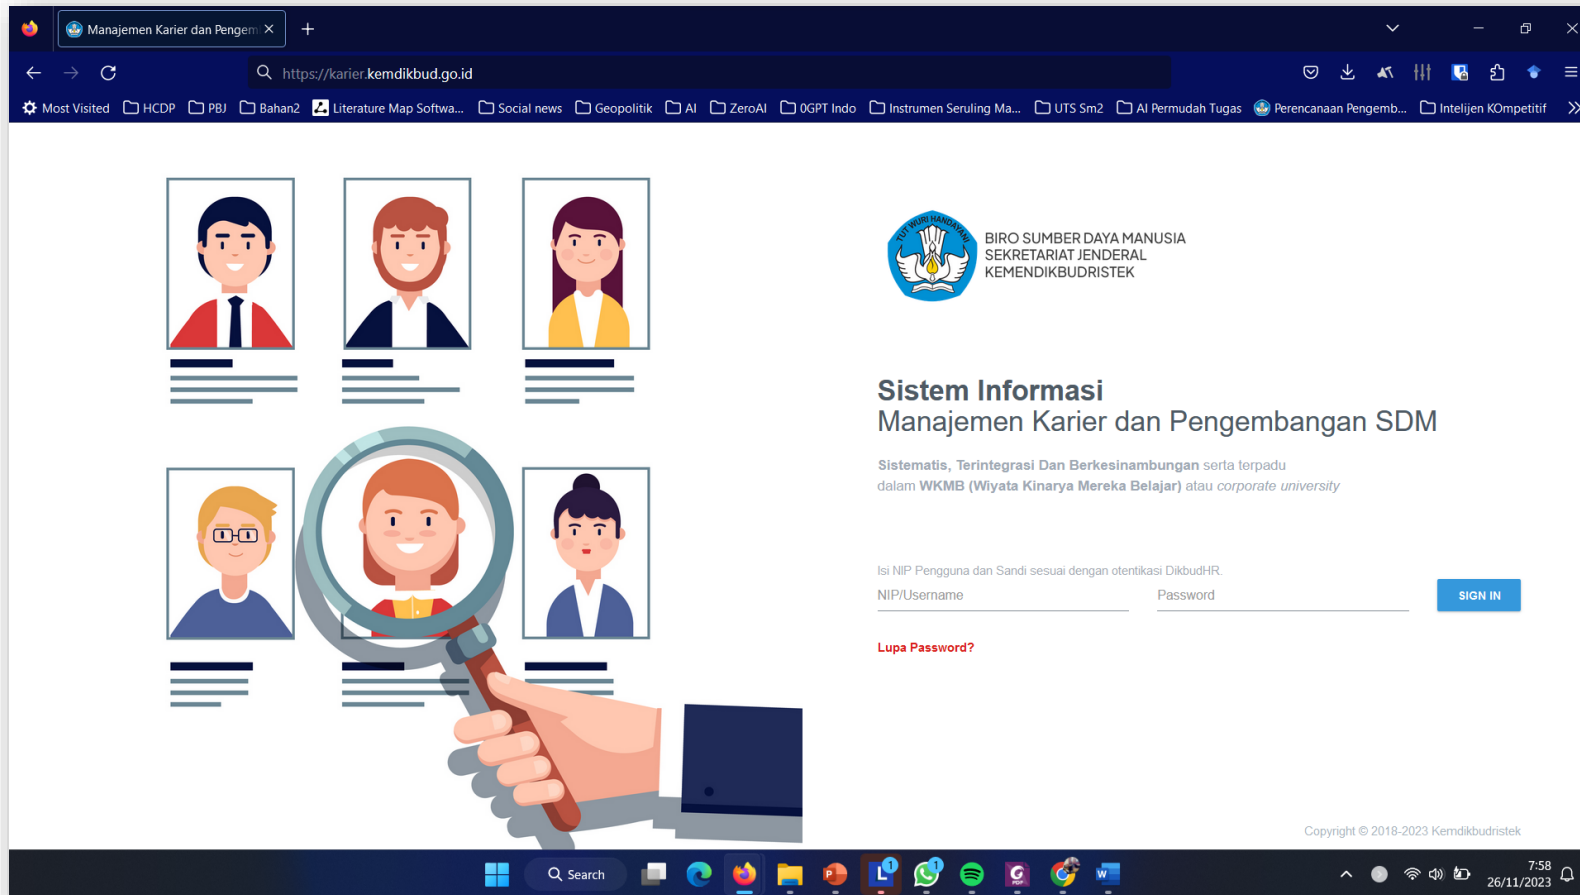 Manajemen Karier dan Pengem
https://karier.kemdikbud.go.id
Most Visited HCDP PBJ Bahan2 Literature Map Softwa... Social news Geopolitik AI ZeroAI 0GPT Indo Instrumen Seruling Ma... UTS Sm2 AI Permudah Tugas Perencanaan Pengemb... Intelijen KOmpetitif
TUT WURI HANDAYANI
BIRO SUMBER DAYA MANUSIA
SEKRETARIAT JENDERAL
KEMENDIKBUDRISTEK
Sistem Informasi
Manajemen Karier dan Pengembangan SDM
Sistematis, Terintegrasi Dan Berkesinambungan serta terpadu
dalam WKMB (Wiyata Kinarya Mereka Belajar) atau corporate university
Isi NIP Pengguna dan Sandi sesuai dengan otentikasi DikbudHR.
NIP/Username Password SIGN IN
Lupa Password?
Copyright © 2018-2023 Kemdikbudristek
Search
7:58
26/11/2023